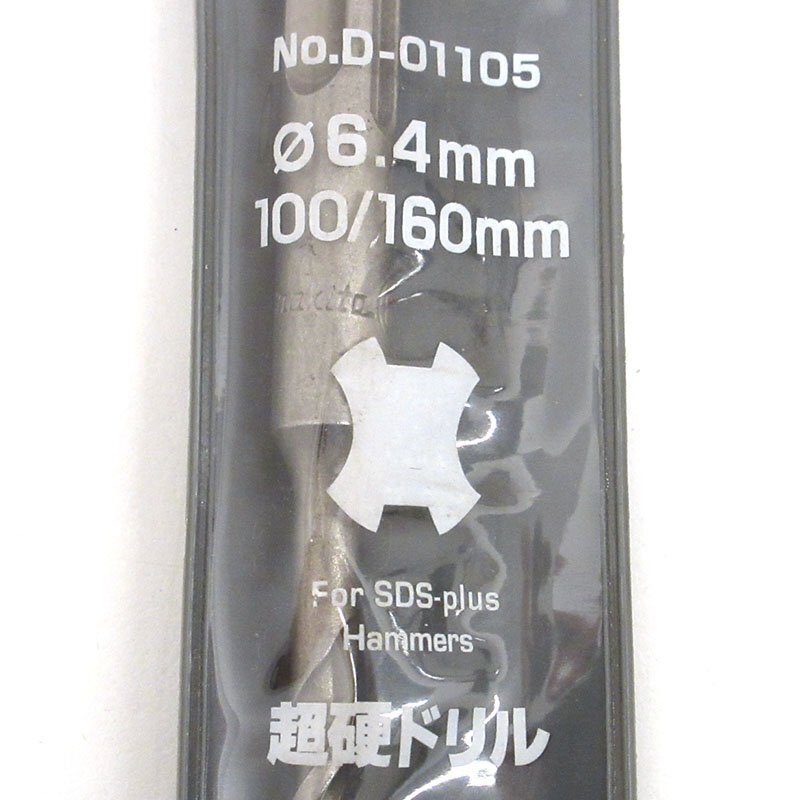 No.D-01105
ø6.4mm
100/160mm
makita
For SDS-plus
Hammers
超硬ドリル